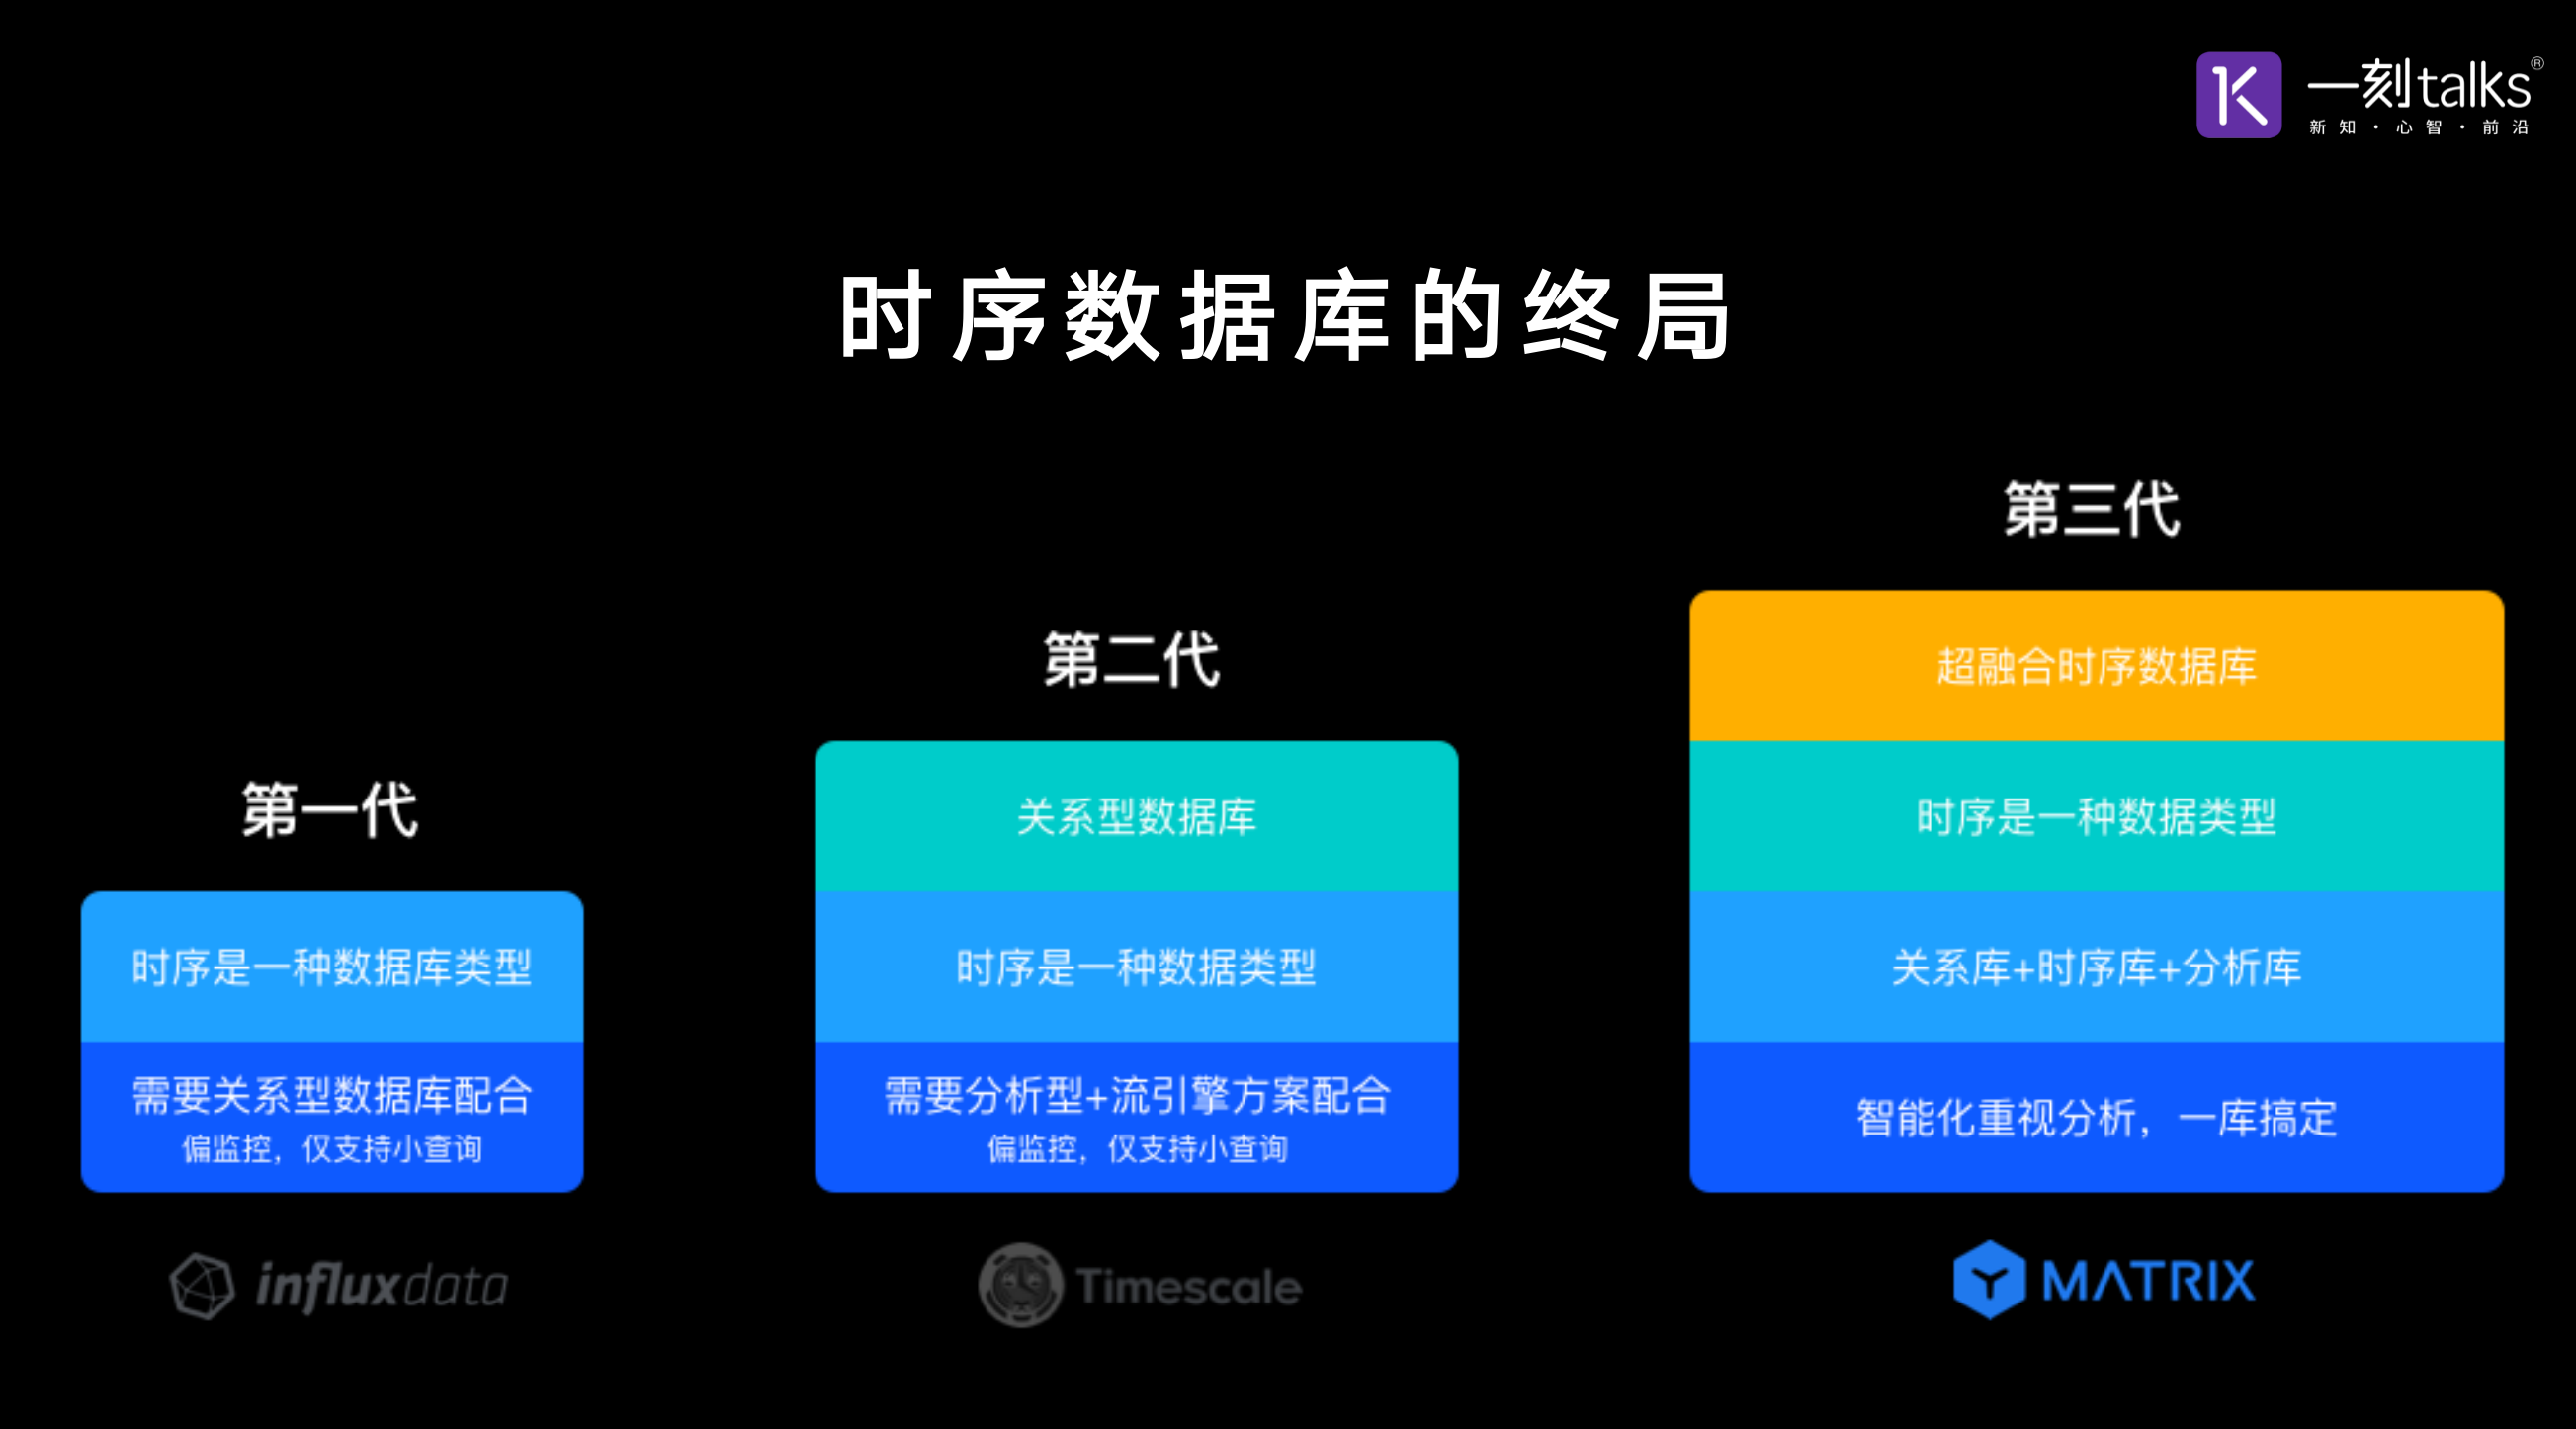 一刻talks®
新知·心智·前沿
时序数据库的终局
第一代
时序是一种数据库类型
需要关系型数据库配合
偏监控，仅支持小查询
influxdata
第二代
关系型数据库
时序是一种数据类型
需要分析型+流引擎方案配合
偏监控，仅支持小查询
Timescale
第三代
超融合时序数据库
时序是一种数据类型
关系库+时序库+分析库
智能化重视分析，一库搞定
MATRIX